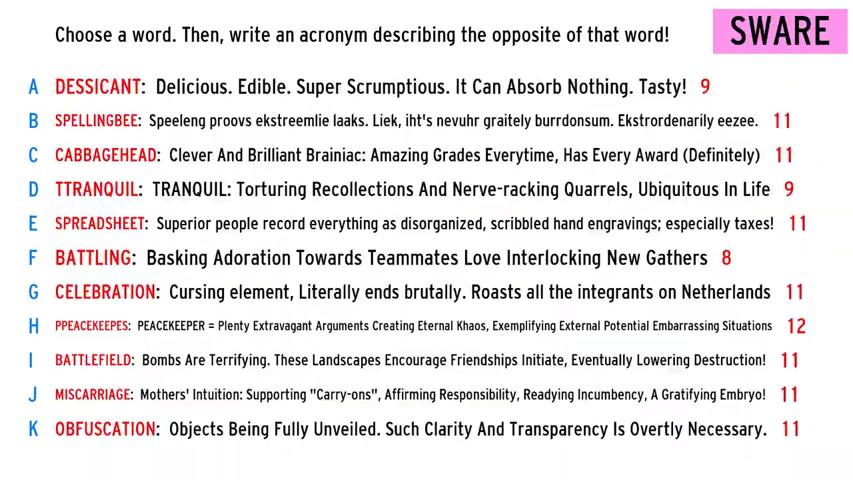 Choose a word. Then, write an acronym describing the opposite of that word!
SWARE
A DESSICANT: Delicious. Edible. Super Scrumptious. It Can Absorb Nothing. Tasty! 9
B SPELLINGBEE: Speeleng proovs ekstreemlie laaks. Liek, iht's nevuhr graitely burrdonsum. Ekstrordenarily eezee. 11
C CABBAGEHEAD: Clever And Brilliant Brainiac: Amazing Grades Everytime, Has Every Award (Definitely) 11
D TTRANQUIL: TRANQUIL: Torturing Recollections And Nerve-racking Quarrels, Ubiquitous In Life 9
E SPREADSHEET: Superior people record everything as disorganized, scribbled hand engravings; especially taxes! 11
F BATTLING: Basking Adoration Towards Teammates Love Interlocking New Gathers 8
G CELEBRATION: Cursing element, Literally ends brutally. Roasts all the integrants on Netherlands 11
H PPEACEKEEPES: PEACEKEEPER = Plenty Extravagant Arguments Creating Eternal Khaos, Exemplifying External Potential Embarrassing Situations 12
I BATTLEFIELD: Bombs Are Terrifying. These Landscapes Encourage Friendships Initiate, Eventually Lowering Destruction! 11
J MISCARRIAGE: Mothers' Intuition: Supporting "Carry-ons", Affirming Responsibility, Readying Incumbency, A Gratifying Embryo! 11
K OBFUSCATION: Objects Being Fully Unveiled. Such Clarity And Transparency Is Overtly Necessary. 11